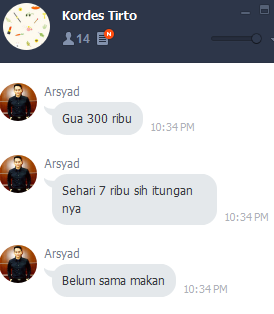 Kordes Tirto
14
N
Arsyad
Gua 300 ribu
10:34 PM
Arsyad
Sehari 7 ribu sih itungan
nya
10:34 PM
Arsyad
Belum sama makan
10:34 PM